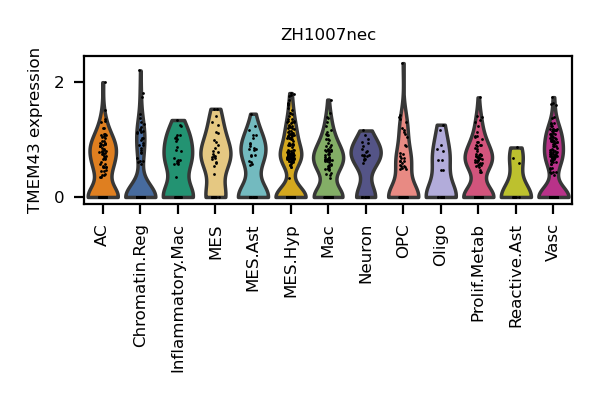 ZH1007nec
TMEM43 expression
2
0
AC
Chromatin.Reg
Inflammatory.Mac
MES
MES.Ast
MES.Hyp
Mac
Neuron
OPC
Oligo
Prolif.Metab
Reactive.Ast
Vasc